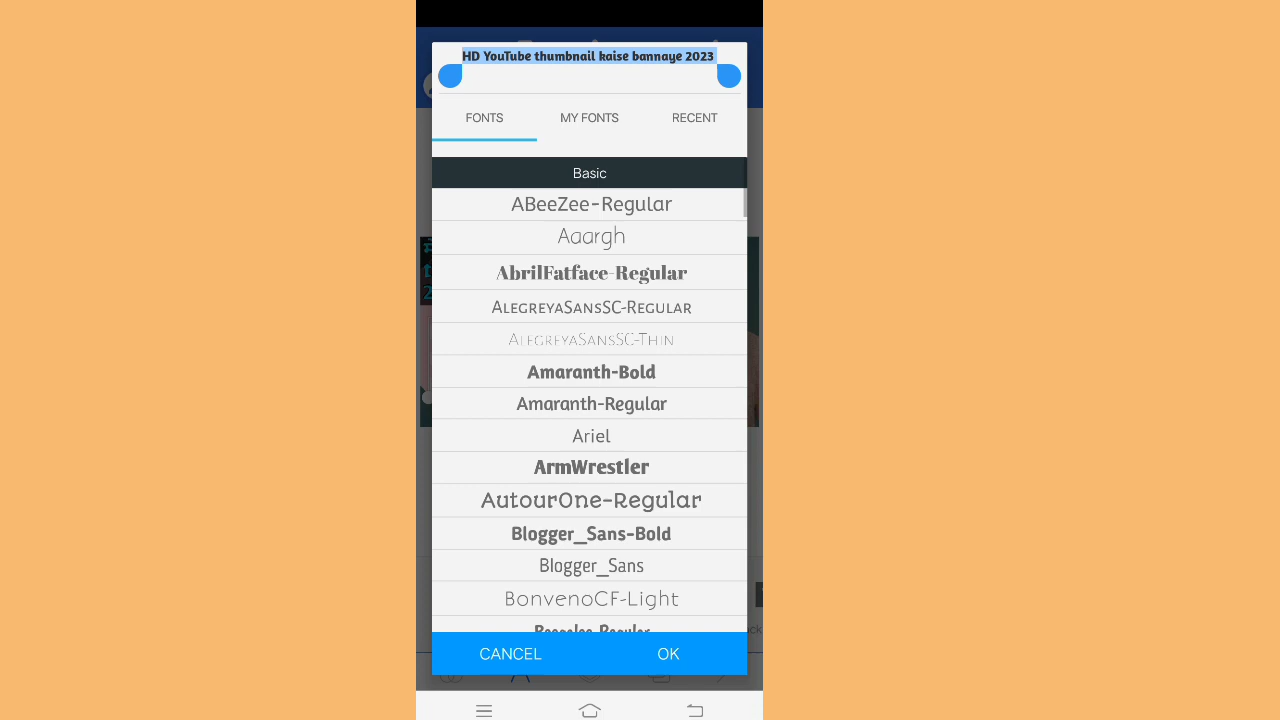 HD YouTube thumbnail kaise bannaye 2023
FONTS MY FONTS RECENT
Basic
ABeeZee-Regular
Aaargh
AbrilFatface-Regular
AlegreyaSansSC-Regular
AlegreyaSansSC-Thin
Amaranth-Bold
Amaranth-Regular
Ariel
ArmWrestler
AutourOne-Regular
Blogger_Sans-Bold
Blogger_Sans
BonvenoCF-Light
CANCEL OK